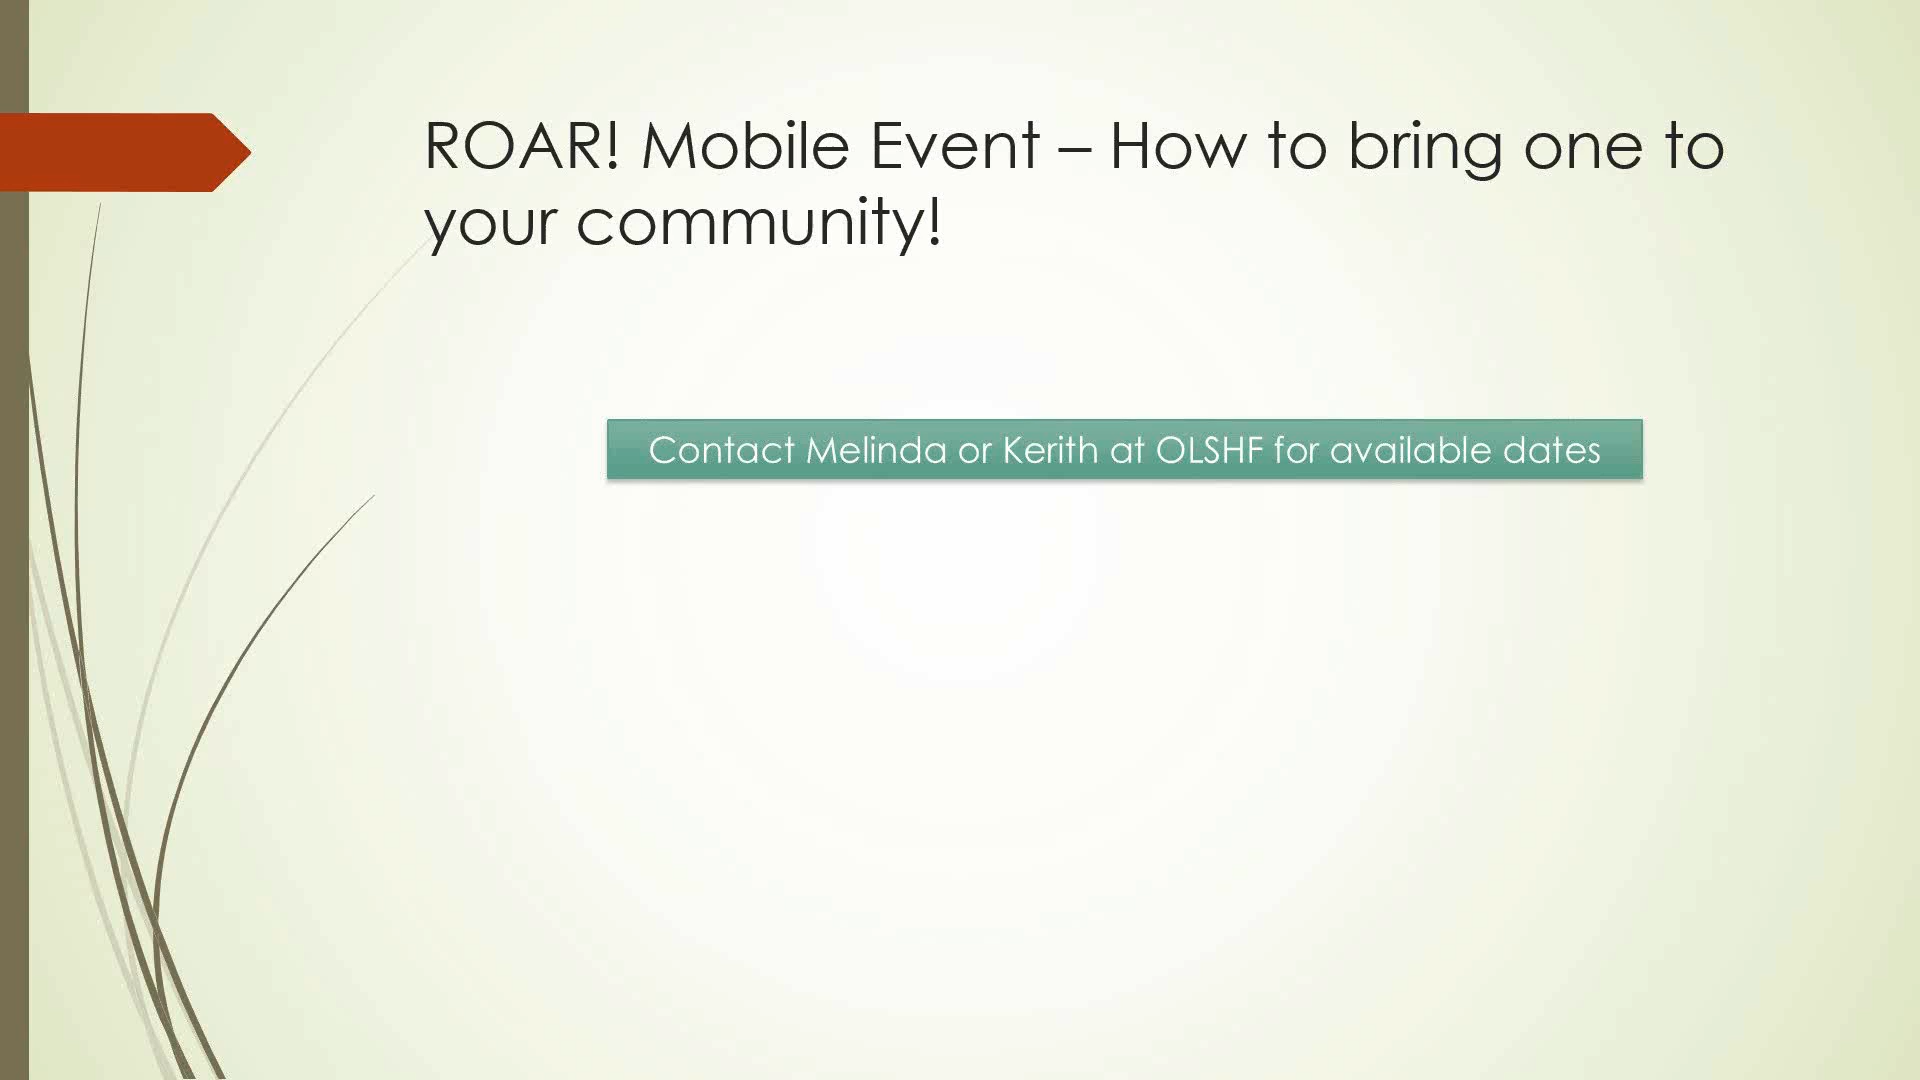 ROAR! Mobile Event – How to bring one to
your community!
Contact Melinda or Kerith at OLSHF for available dates